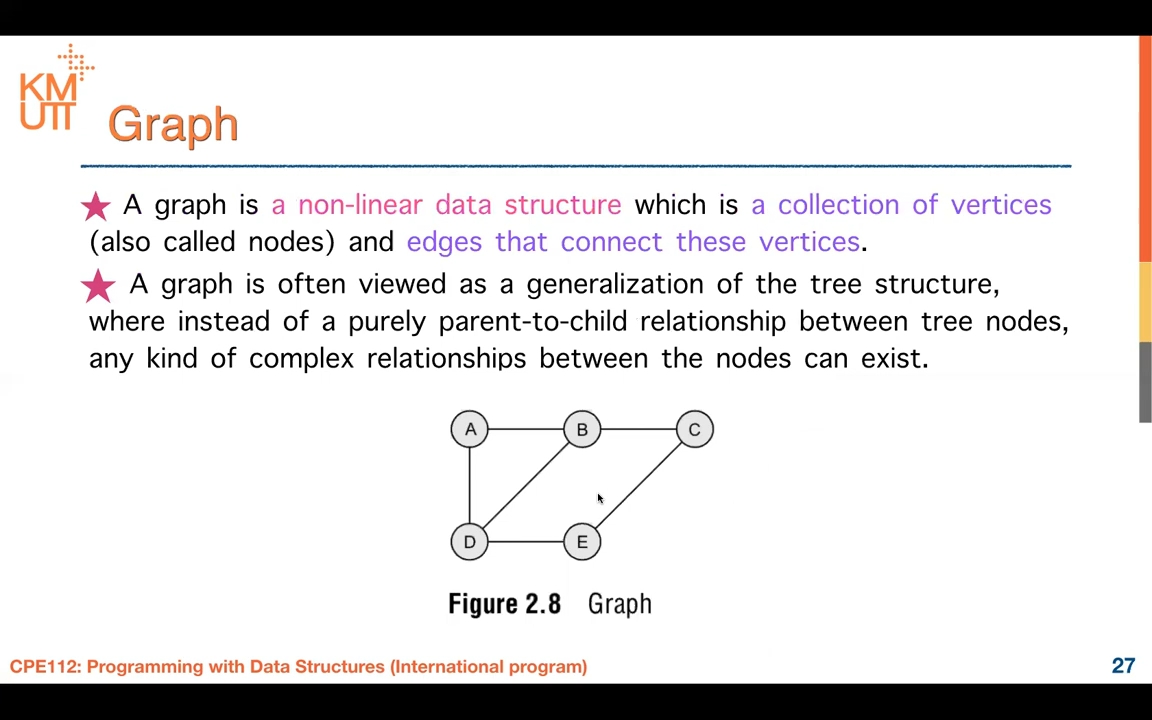 KM
UTT
Graph
★ A graph is a non-linear data structure which is a collection of vertices
(also called nodes) and edges that connect these vertices.
★ A graph is often viewed as a generalization of the tree structure,
where instead of a purely parent-to-child relationship between tree nodes,
any kind of complex relationships between the nodes can exist.
A B C
D E
Figure 2.8 Graph
CPE112: Programming with Data Structures (International program) 27